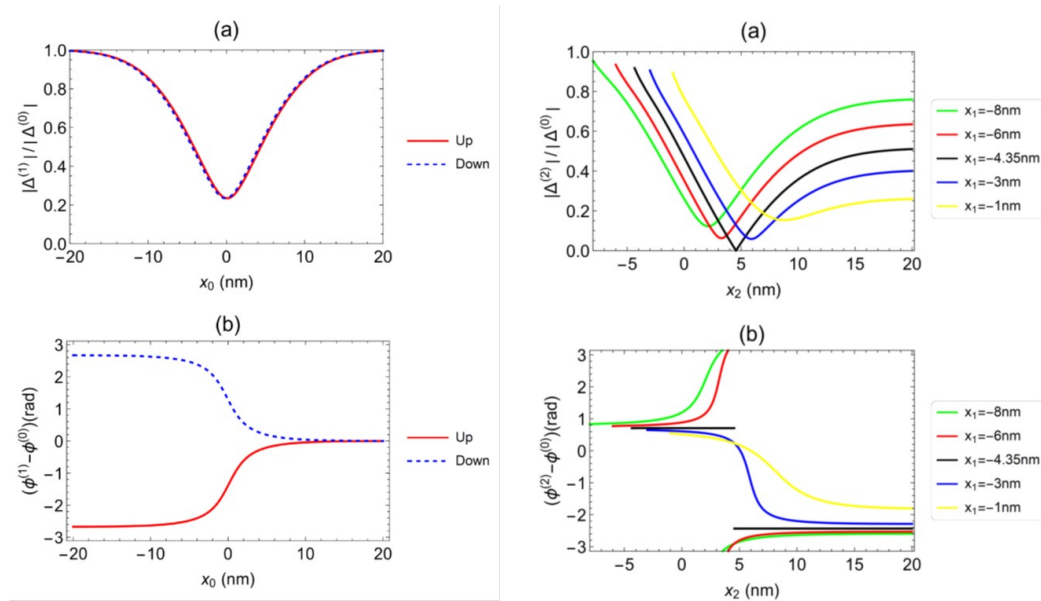 (a)
1.0
0.8
0.6
0.4
0.2
0.0
|Δ⁽¹⁾| / |Δ⁽⁰⁾|
−20
−10
0
10
20
x₀ (nm)
Up
Down
(b)
3
2
1
0
−1
−2
−3
(ϕ⁽¹⁾−ϕ⁽⁰⁾)(rad)
−20
−10
0
10
20
x₀ (nm)
Up
Down
(a)
1.0
0.8
0.6
0.4
0.2
0.0
|Δ⁽²⁾| / |Δ⁽⁰⁾|
−5
0
5
10
15
20
x₂ (nm)
x₁=−8nm
x₁=−6nm
x₁=−4.35nm
x₁=−3nm
x₁=−1nm
(b)
3
2
1
0
−1
−2
−3
(ϕ⁽²⁾−ϕ⁽⁰⁾)(rad)
−5
0
5
10
15
20
x₂ (nm)
x₁=−8nm
x₁=−6nm
x₁=−4.35nm
x₁=−3nm
x₁=−1nm